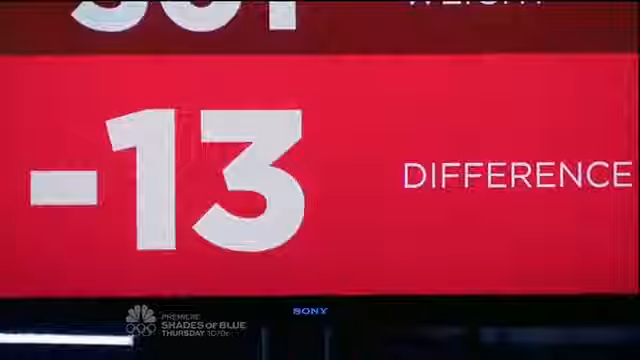 -13 DIFFERENCE
SONY
PREMIERE
SHADES OF BLUE
THURSDAY 10/9c